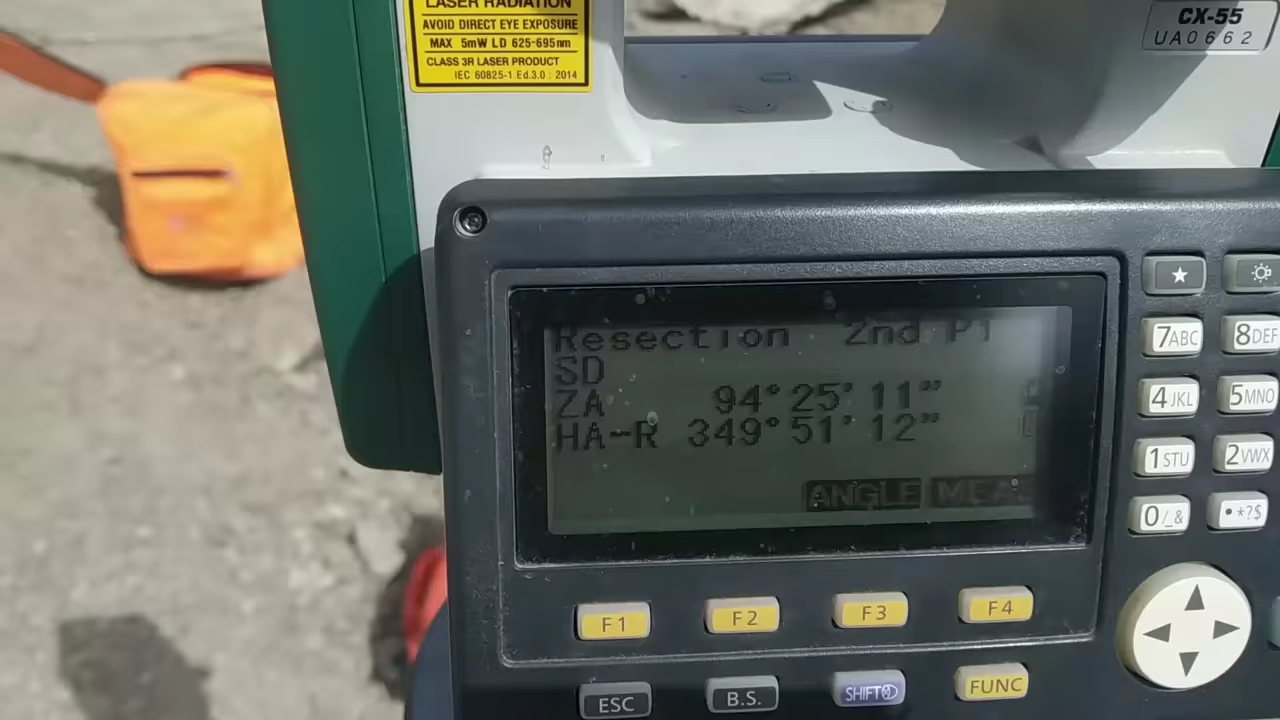 LASER RADIATION
AVOID DIRECT EYE EXPOSURE
MAX 5mW LD 625-695nm
CLASS 3R LASER PRODUCT
IEC 60825-1 Ed.3.0 : 2014
CX-55
UA0662
Resection 2nd PT
SD
ZA 94°25'11"
HA-R 349°51'12"
ANGLE MEAS
★
7ABC 8DEF
4JKL 5MNO
1STU 2VWX
0/_& •*?$
F1 F2 F3 F4
ESC B.S. SHIFT FUNC